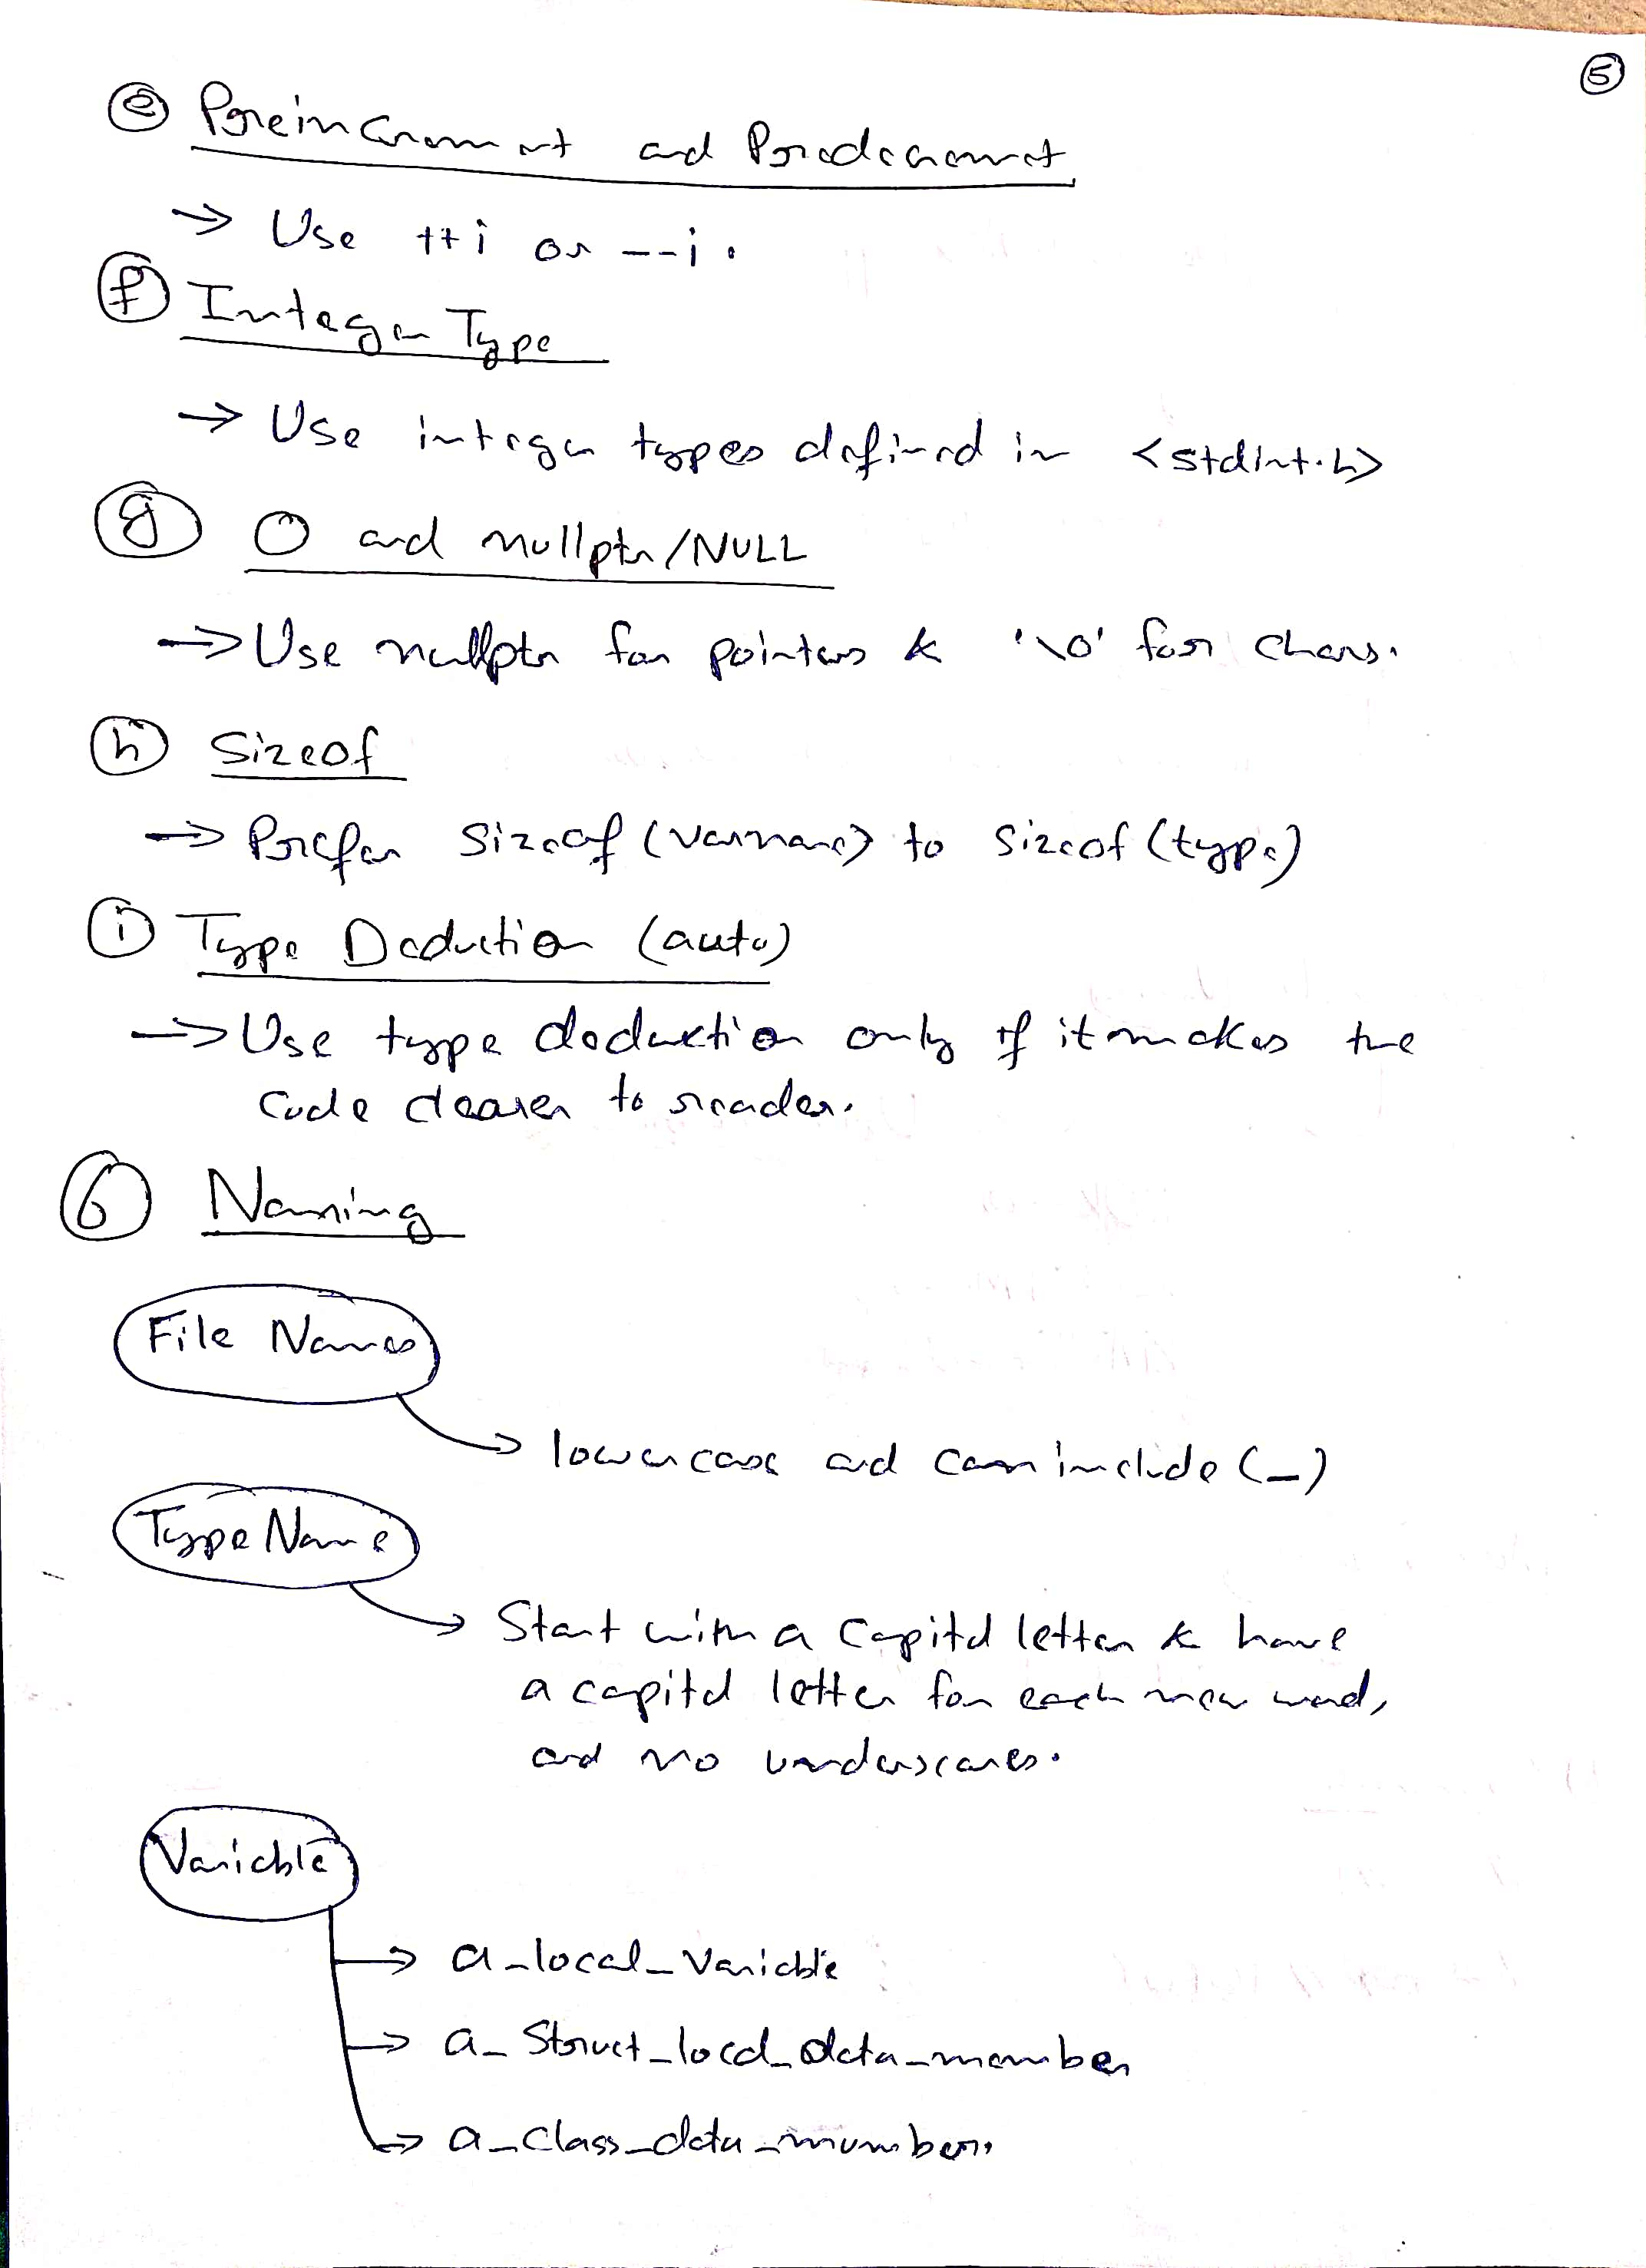 5
e Preincrement and Predecrement
→ Use ++i or --i.
f Integer Type
→ Use integer types defined in <stdint.h>
g 0 and nullptr/NULL
→ Use nullptr for pointers & '\0' for chars.
h Sizeof
→ Prefer sizeof (varname) to sizeof (type)
i Type Deduction (auto)
→ Use type deduction only if it makes the
code clearer to reader.
6 Naming
File Names
→ lowercase and can include (_)
Type Name
→ Start with a capital letter & have
a capital letter for each new word,
and no underscores.
Variable
→ a_local_variable
→ a_struct_local_data_member
→ a_class_data_member.